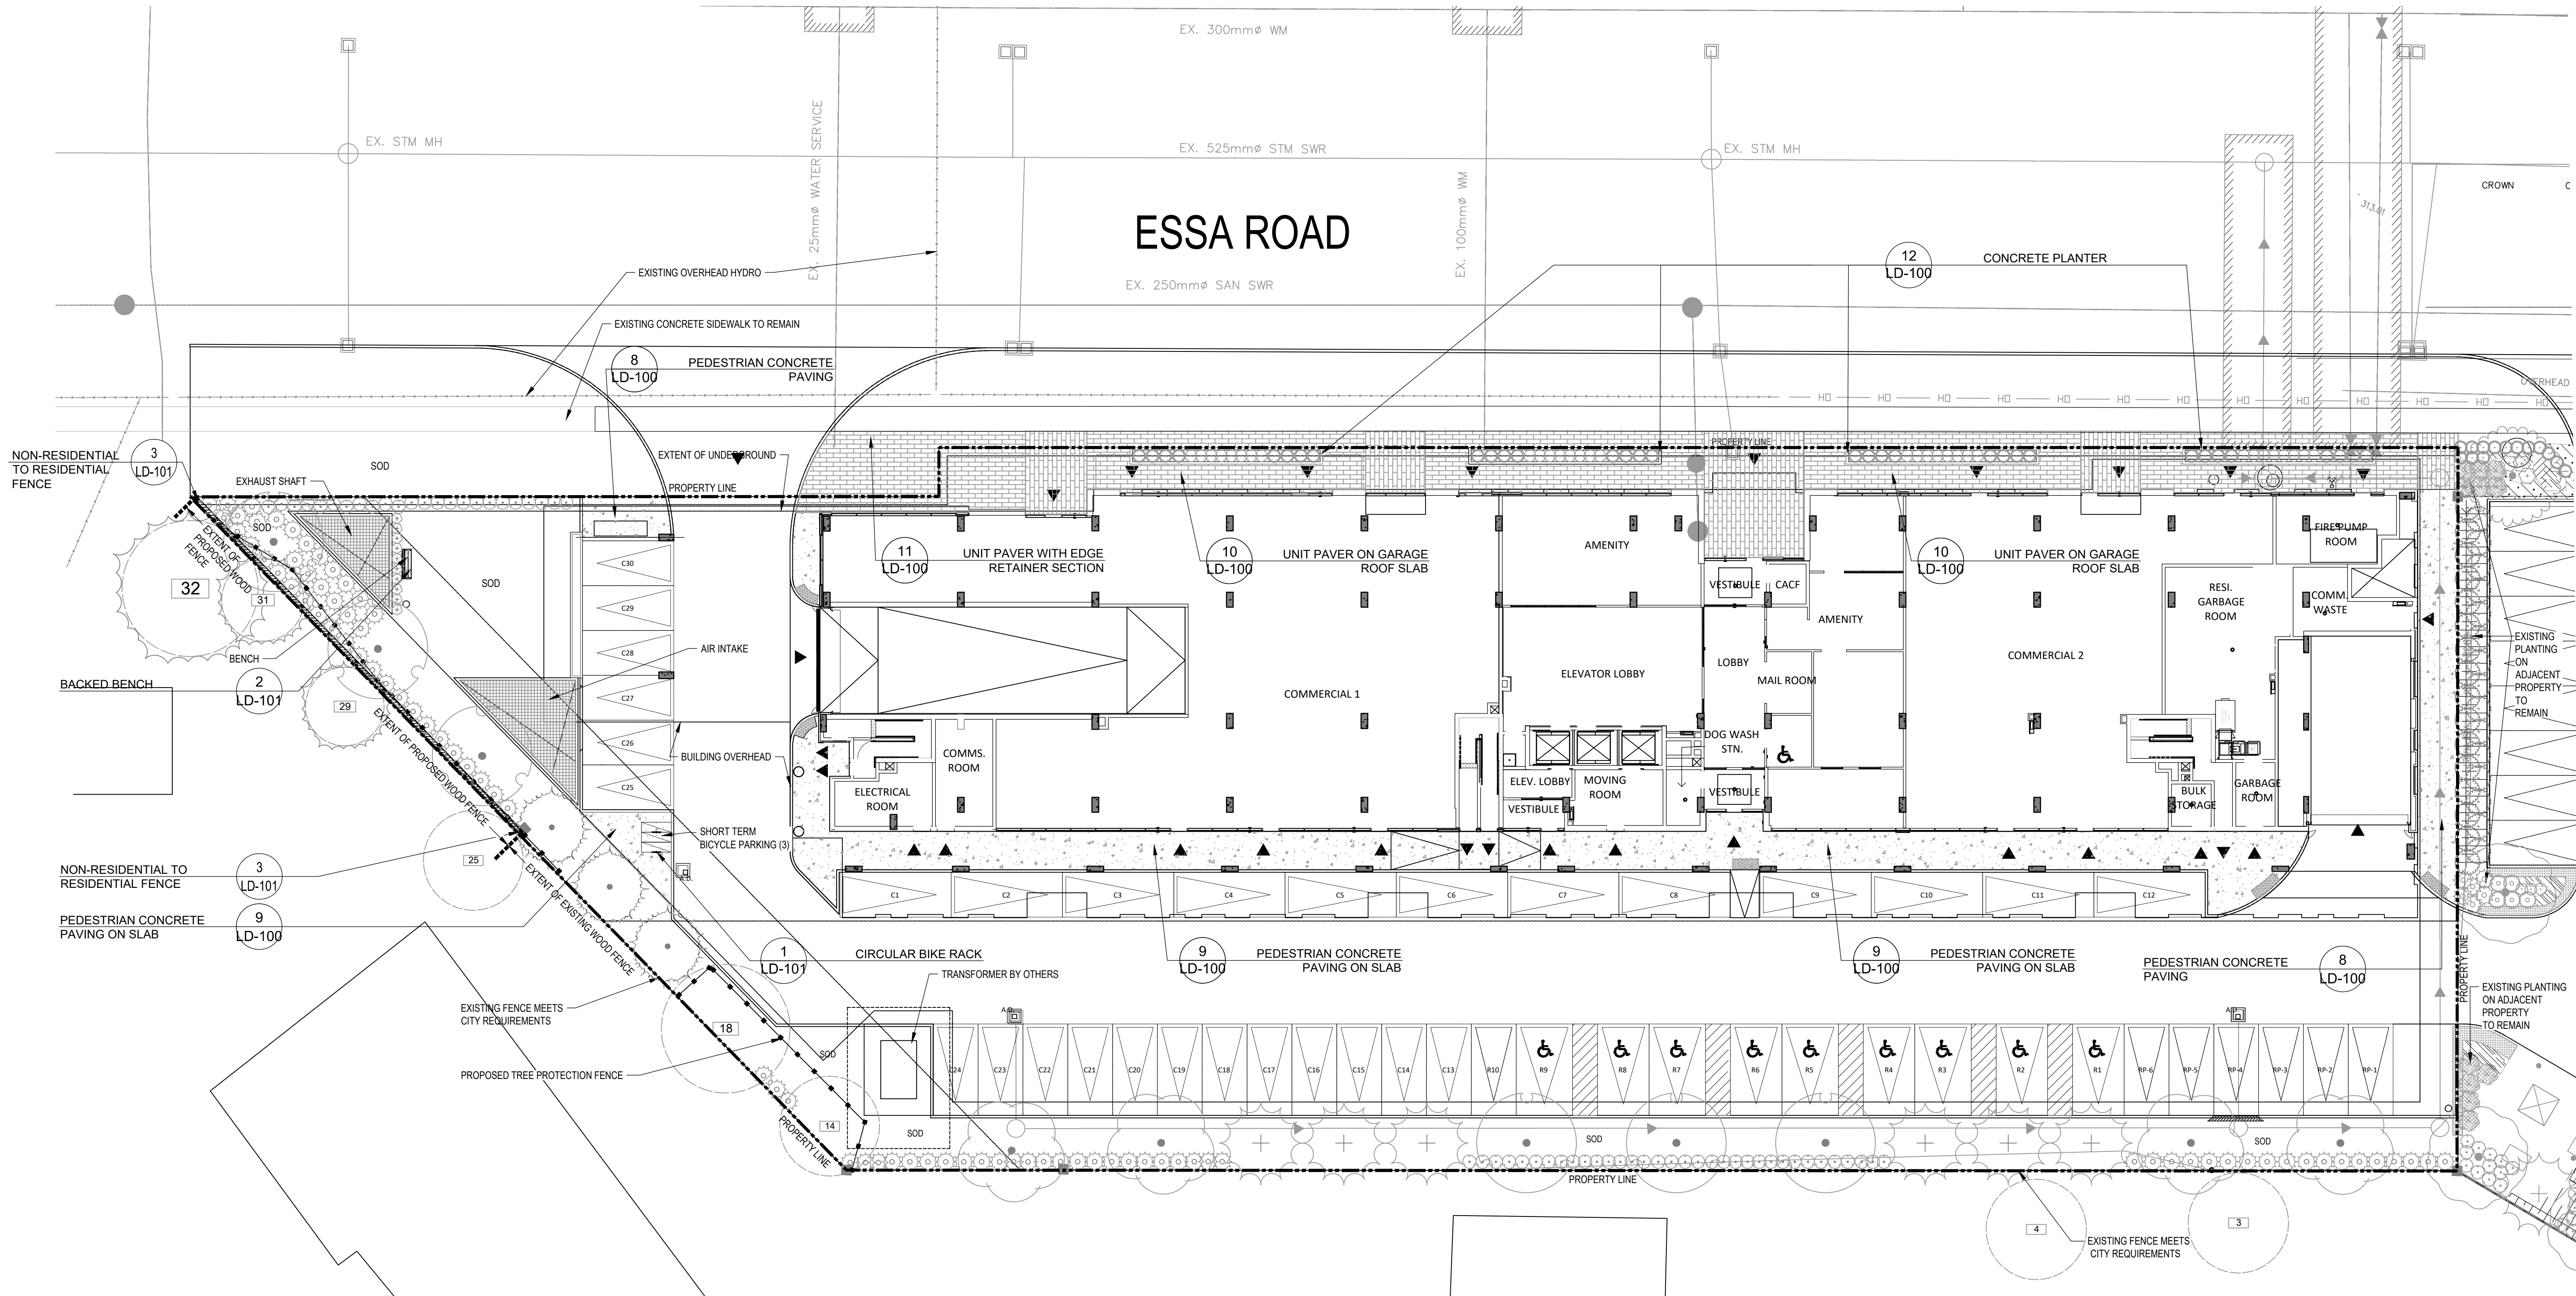 EX. 300mmø WM
EX. STM MH
EX. 25mmø WATER SERVICE
EX. 525mmø STM SWR
EX. 100mmø WM
EX. STM MH
CROWN
C
313.01
ESSA ROAD
EX. 250mmø SAN SWR
EXISTING OVERHEAD HYDRO
12
LD-100
CONCRETE PLANTER
EXISTING CONCRETE SIDEWALK TO REMAIN
8
LD-100
PEDESTRIAN CONCRETE
PAVING
OVERHEAD
H
H
H
H
H
H
H
H
H
H
H
H
H
NON-RESIDENTIAL
TO RESIDENTIAL
FENCE
3
LD-101
SOD
EXTENT OF UNDERGROUND
PROPERTY LINE
PROPERTY LINE
EXHAUST SHAFT
SOD
EXTENT OF
PROPOSED WOOD
FENCE
32
31
SOD
BENCH
BACKED BENCH
2
LD-101
29
EXTENT OF PROPOSED WOOD FENCE
AIR INTAKE
C30
C29
C28
C27
C26
C25
BUILDING OVERHEAD
SHORT TERM
BICYCLE PARKING (3)
A.D.
11
LD-100
UNIT PAVER WITH EDGE
RETAINER SECTION
10
LD-100
UNIT PAVER ON GARAGE
ROOF SLAB
10
LD-100
UNIT PAVER ON GARAGE
ROOF SLAB
AMENITY
VESTIBULE
CACF
AMENITY
FIRE PUMP
ROOM
RESI.
GARBAGE
ROOM
COMM.
WASTE
COMMERCIAL 1
ELEVATOR LOBBY
LOBBY
MAIL ROOM
COMMERCIAL 2
EXISTING
PLANTING
ON
ADJACENT
PROPERTY
TO
REMAIN
COMMS.
ROOM
ELECTRICAL
ROOM
DOG WASH
STN.
ELEV. LOBBY
MOVING
ROOM
VESTIBULE
VESTIBULE
BULK
STORAGE
GARBAGE
ROOM
NON-RESIDENTIAL TO
RESIDENTIAL FENCE
3
LD-101
25
PEDESTRIAN CONCRETE
PAVING ON SLAB
9
LD-100
EXTENT OF EXISTING WOOD FENCE
C1
C2
C3
C4
C5
C6
C7
C8
C9
C10
C11
C12
1
LD-101
CIRCULAR BIKE RACK
9
LD-100
PEDESTRIAN CONCRETE
PAVING ON SLAB
9
LD-100
PEDESTRIAN CONCRETE
PAVING ON SLAB
PEDESTRIAN CONCRETE
PAVING
8
LD-100
PROPERTY LINE
TRANSFORMER BY OTHERS
EXISTING FENCE MEETS
CITY REQUIREMENTS
18
EXISTING PLANTING
ON ADJACENT
PROPERTY
TO REMAIN
PROPOSED TREE PROTECTION FENCE
SOD
C24
C23
C22
C21
C20
C19
C18
C17
C16
C15
C14
C13
R10
R9
R8
R7
R6
R5
R4
R3
R2
R1
RP-6
RP-5
RP-4
RP-3
RP-2
RP-1
14
PROPERTY LINE
SOD
SOD
SOD
PROPERTY LINE
4
3
EXISTING FENCE MEETS
CITY REQUIREMENTS